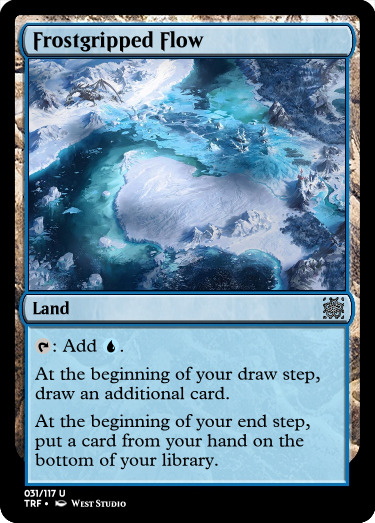 Frostgripped Flow
Land
: Add .
At the beginning of your draw step,
draw an additional card.
At the beginning of your end step,
put a card from your hand on the
bottom of your library.
031/117 U
TRF • West Studio